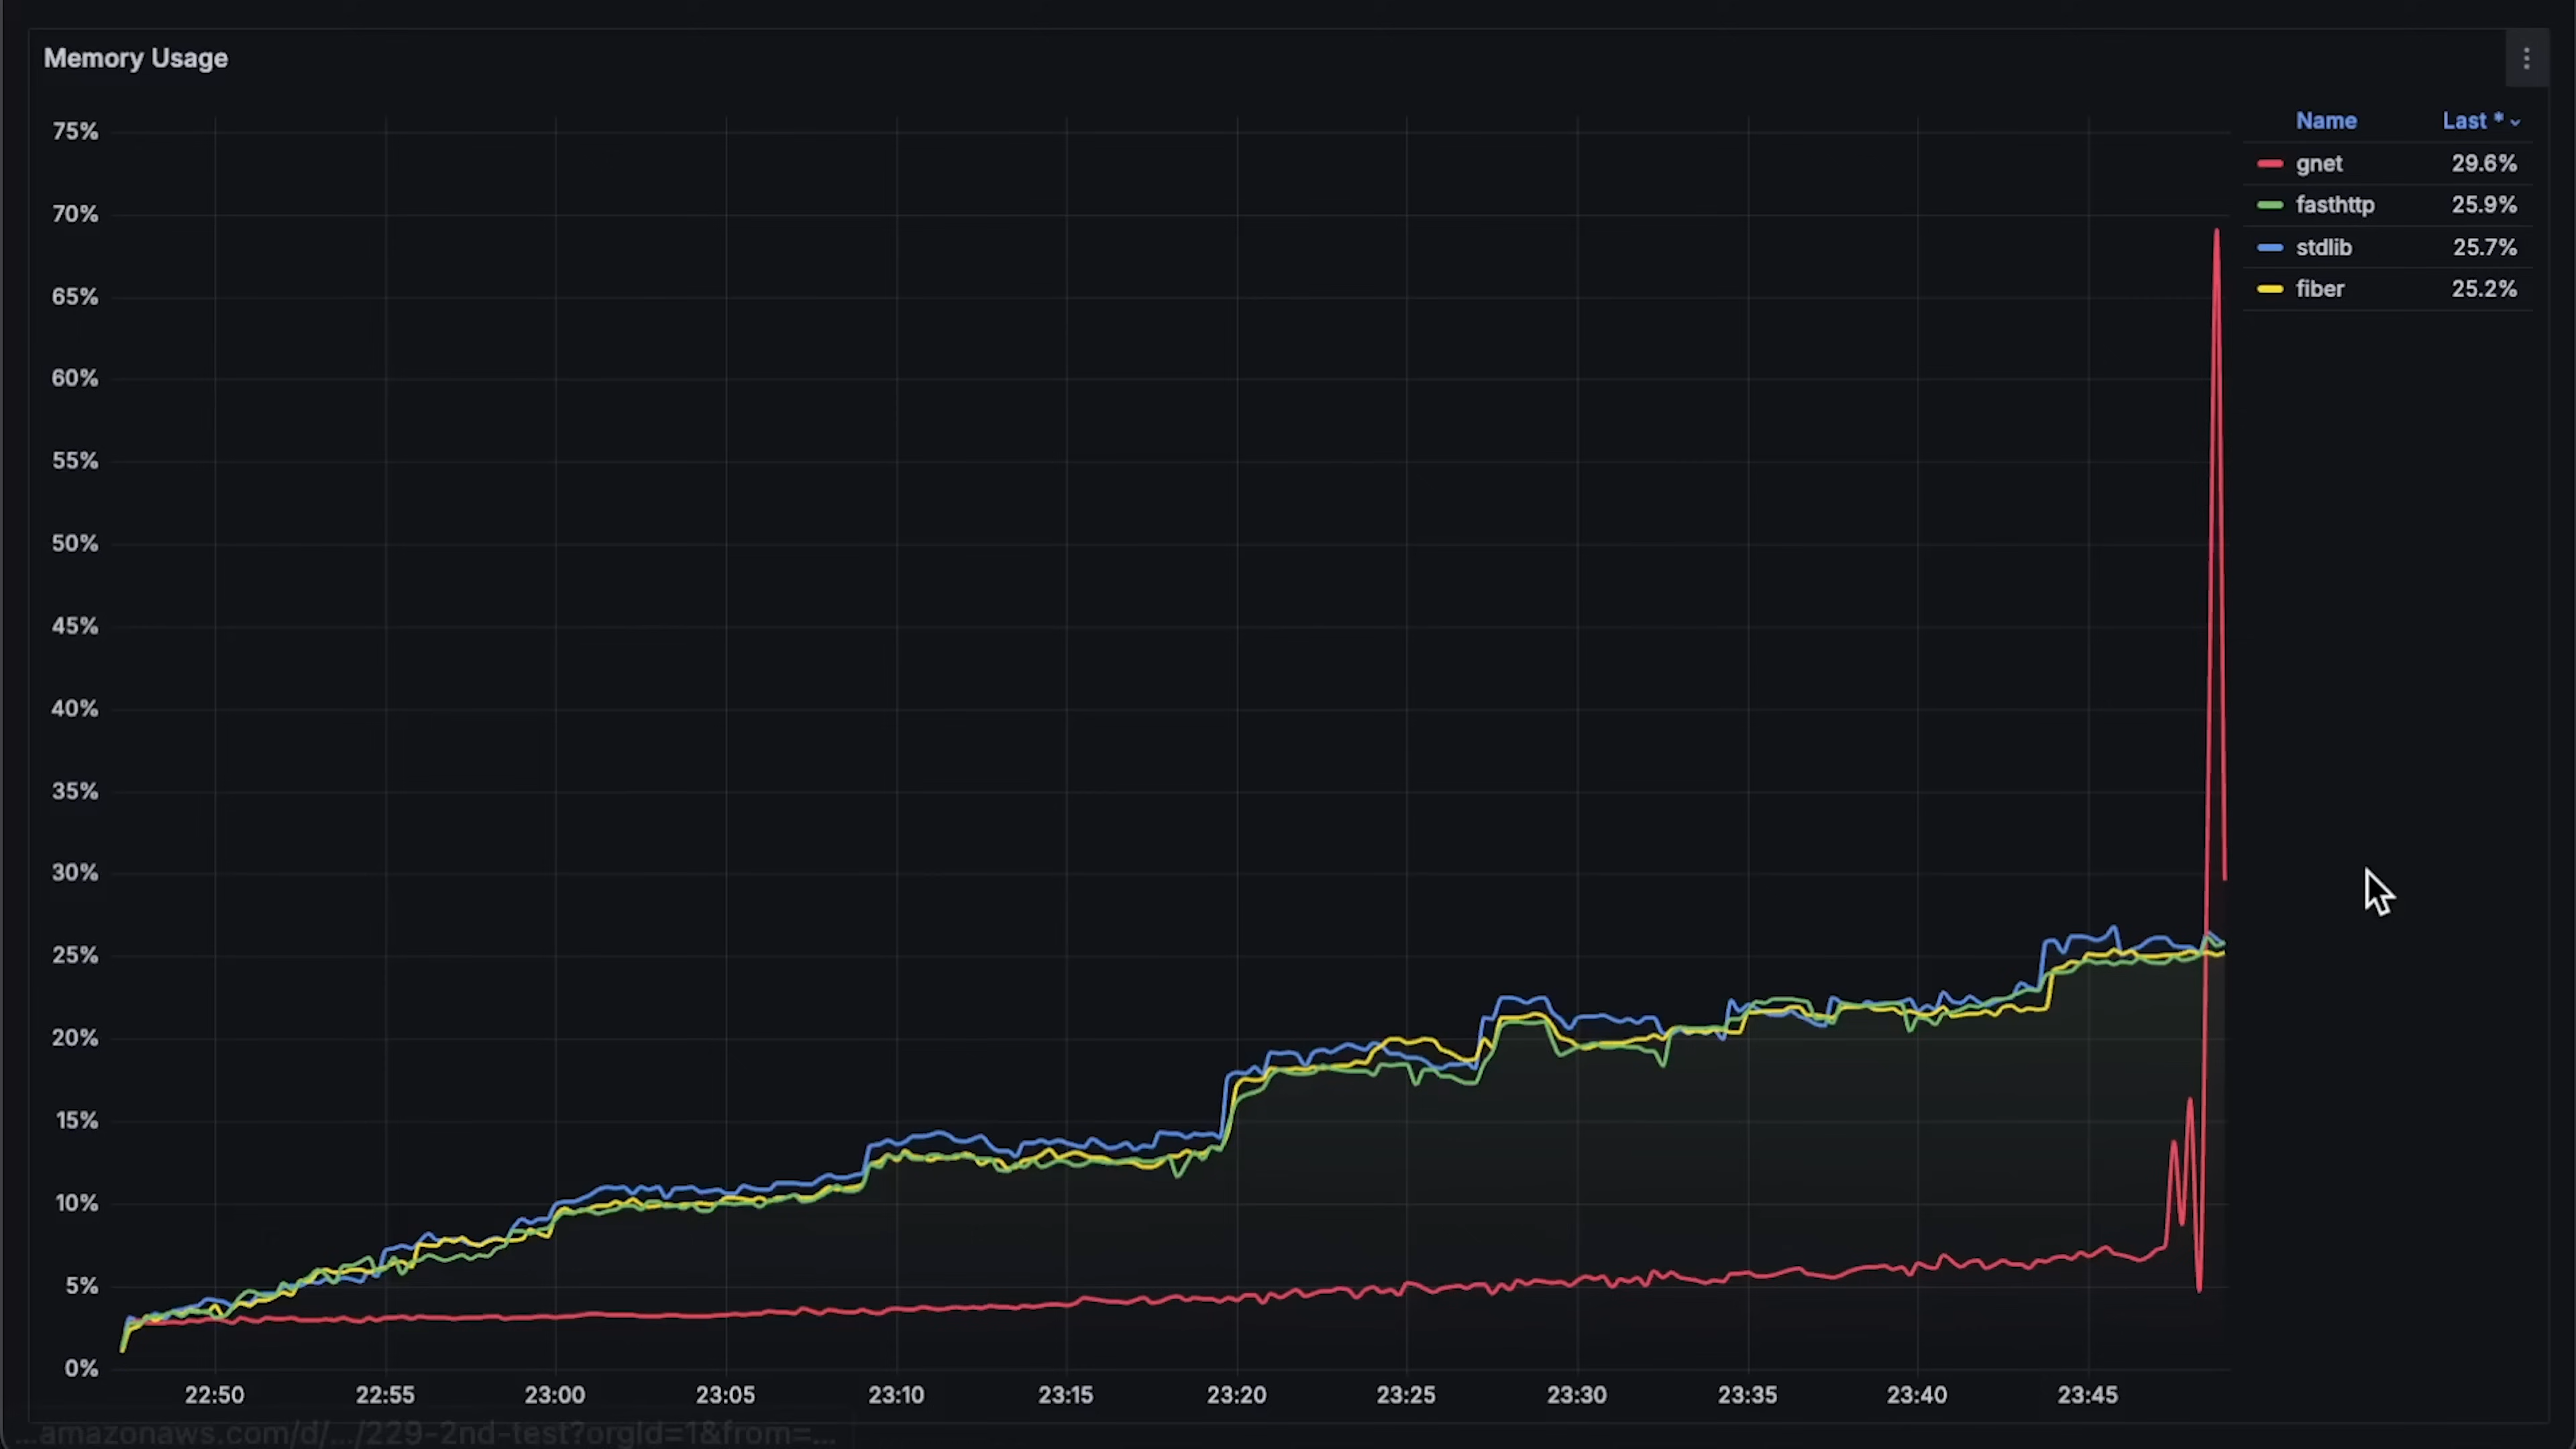 Memory Usage
Name Last *
gnet 29.6%
fasthttp 25.9%
stdlib 25.7%
fiber 25.2%
75%
70%
65%
60%
55%
50%
45%
40%
35%
30%
25%
20%
15%
10%
5%
0%
22:50 22:55 23:00 23:05 23:10 23:15 23:20 23:25 23:30 23:35 23:40 23:45
...amazonaws.com/d/.../229-2nd-test?orgId=1&from=...